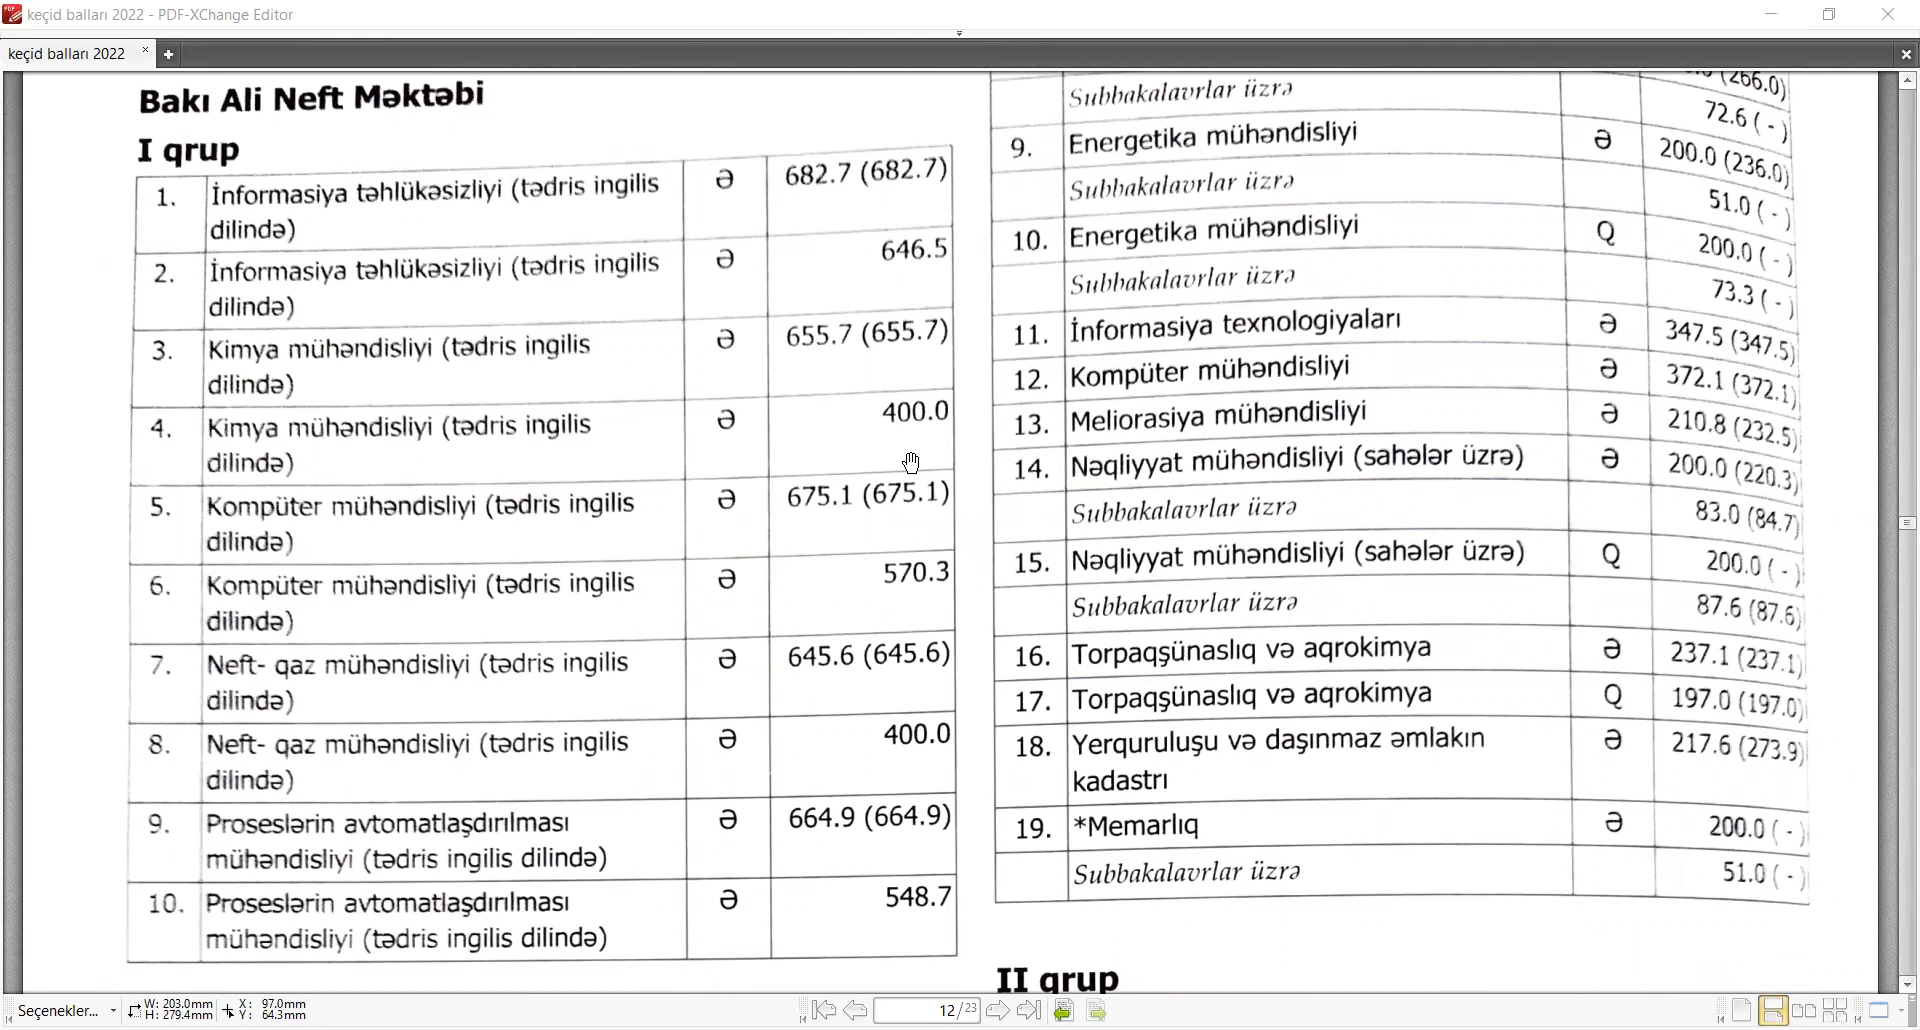 keçid balları 2022 - PDF-XChange Editor
keçid balları 2022
Bakı Ali Neft Məktəbi
I qrup
1. İnformasiya təhlükəsizliyi (tədris ingilis Ə 682.7 (682.7)
dilində)
2. İnformasiya təhlükəsizliyi (tədris ingilis Ə 646.5
dilində)
3. Kimya mühəndisliyi (tədris ingilis Ə 655.7 (655.7)
dilində)
4. Kimya mühəndisliyi (tədris ingilis Ə 400.0
dilində)
5. Kompüter mühəndisliyi (tədris ingilis Ə 675.1 (675.1)
dilində)
6. Kompüter mühəndisliyi (tədris ingilis Ə 570.3
dilində)
7. Neft- qaz mühəndisliyi (tədris ingilis Ə 645.6 (645.6)
dilində)
8. Neft- qaz mühəndisliyi (tədris ingilis Ə 400.0
dilində)
9. Proseslərin avtomatlaşdırılması Ə 664.9 (664.9)
mühəndisliyi (tədris ingilis dilində)
10. Proseslərin avtomatlaşdırılması Ə 548.7
mühəndisliyi (tədris ingilis dilində)
(266.0)
Subbakalavrlar üzrə 72.6 ( - )
9. Energetika mühəndisliyi Ə 200.0 (236.0)
Subbakalavrlar üzrə 51.0 ( - )
10. Energetika mühəndisliyi Q 200.0 ( - )
Subbakalavrlar üzrə 73.3 ( - )
11. İnformasiya texnologiyaları Ə 347.5 (347.5)
12. Kompüter mühəndisliyi Ə 372.1 (372.1)
13. Meliorasiya mühəndisliyi Ə 210.8 (232.5)
14. Nəqliyyat mühəndisliyi (sahələr üzrə) Ə 200.0 (220.3)
Subbakalavrlar üzrə 83.0 (84.7)
15. Nəqliyyat mühəndisliyi (sahələr üzrə) Q 200.0 ( - )
Subbakalavrlar üzrə 87.6 (87.6)
16. Torpaqşünaslıq və aqrokimya Ə 237.1 (237.1)
17. Torpaqşünaslıq və aqrokimya Q 197.0 (197.0)
18. Yerquruluşu və daşınmaz əmlakın Ə 217.6 (273.9)
kadastrı
19. *Memarlıq Ə 200.0 ( - )
Subbakalavrlar üzrə 51.0 ( - )
II qrup
Seçenekler... W: 203.0mm X: 97.0mm 12/23
H: 279.4mm Y: 64.3mm